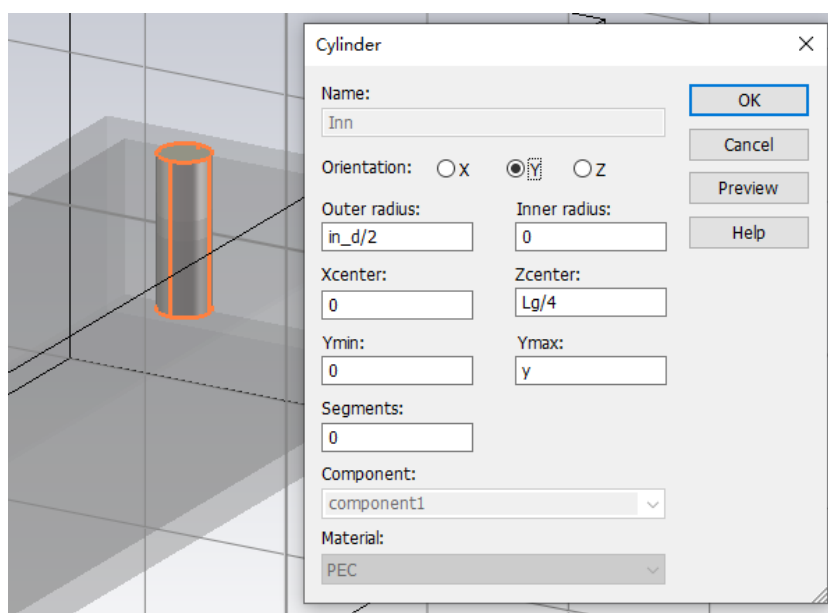 Cylinder
Name:
OK
Inn
Cancel
Orientation: X Y Z
Preview
Outer radius: Inner radius:
in_d/2 0
Help
Xcenter: Zcenter:
0 Lg/4
Ymin: Ymax:
0 y
Segments:
0
Component:
component1
Material:
PEC